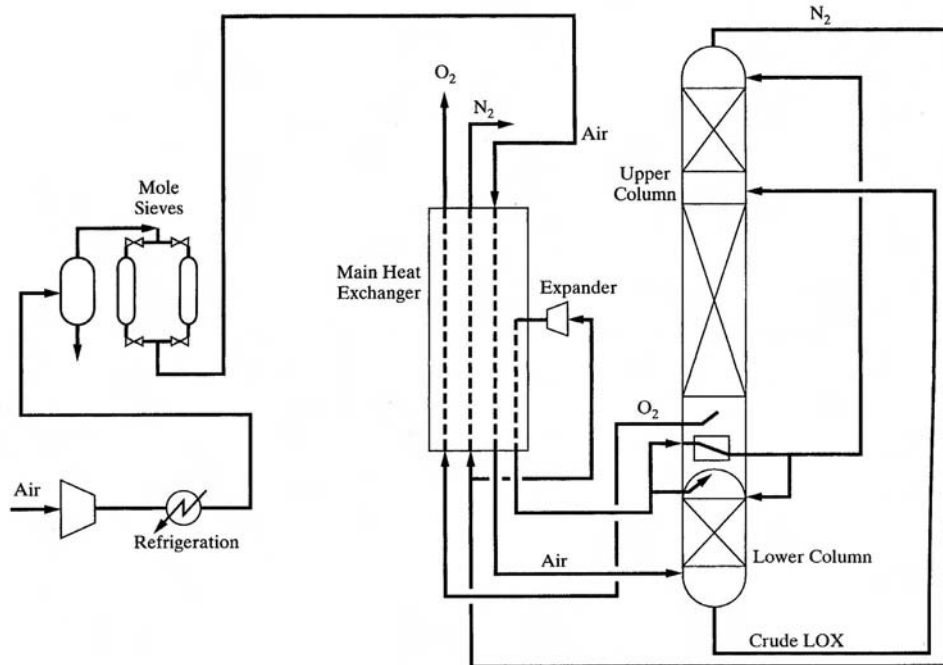 N2
O2
N2
Air
Mole
Sieves
Upper
Column
Main Heat
Exchanger
Expander
O2
Air
Refrigeration
Air
Lower Column
Crude LOX